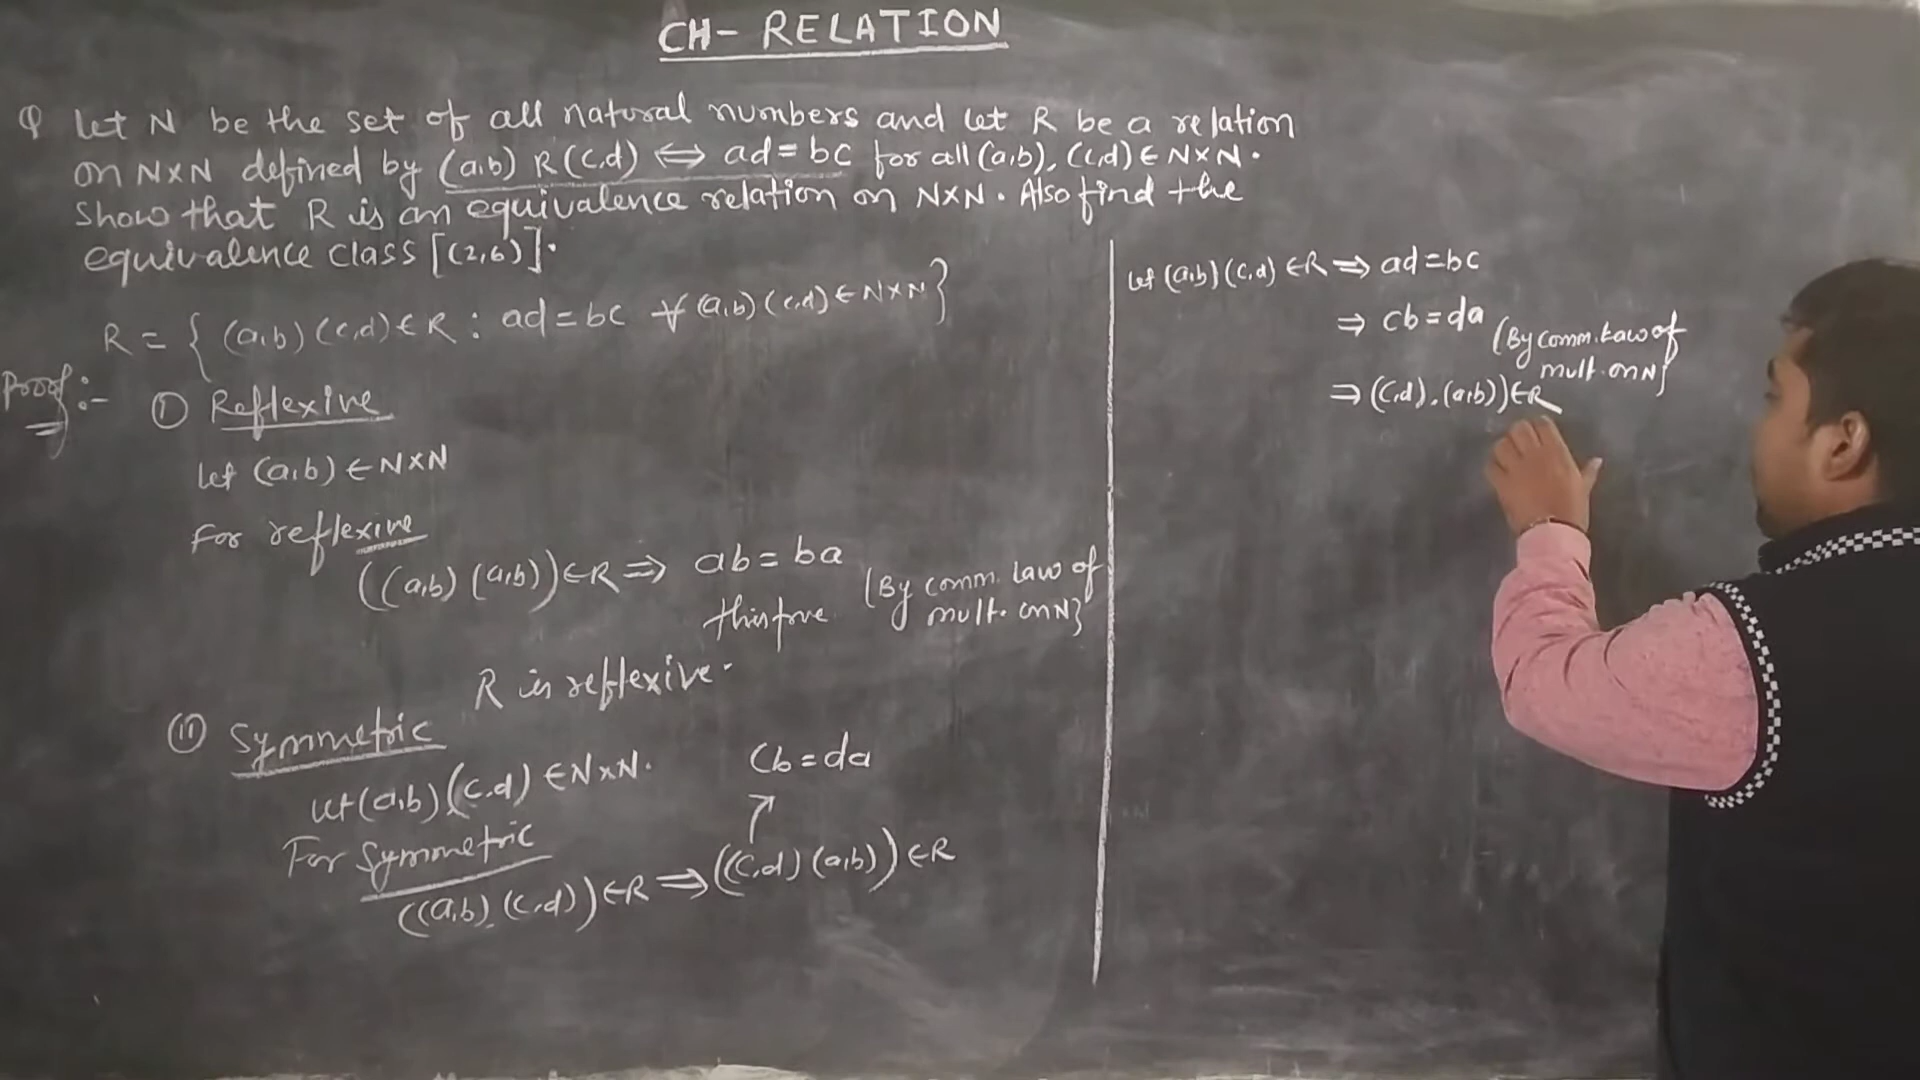 CH- RELATION
Q Let N be the set of all natural numbers and let R be a relation
on N×N defined by (a,b) R (c,d) ⇔ ad = bc for all (a,b), (c,d) ∈ N×N.
Show that R is an equivalence relation on N×N. Also find the
equivalence class [(2,6)].
R = { (a,b) (c,d) ∈ R : ad = bc ∀ (a,b) (c,d) ∈ N×N }
Proof :-
① Reflexive
Let (a,b) ∈ N×N
For reflexive
((a,b) (a,b)) ∈ R ⇒ ab = ba
(By comm. law of
mult. on N}
R is reflexive.
(ii) Symmetric
let (a,b) (c,d) ∈ N×N.
For Symmetric
((a,b), (c,d)) ∈ R ⇒ ((c,d) (a,b)) ∈ R
↗
cb = da
Let (a,b) (c,d) ∈ R ⇒ ad = bc
⇒ cb = da
(By comm. Law of
mult. on N}
⇒ (c,d), (a,b)) ∈ R